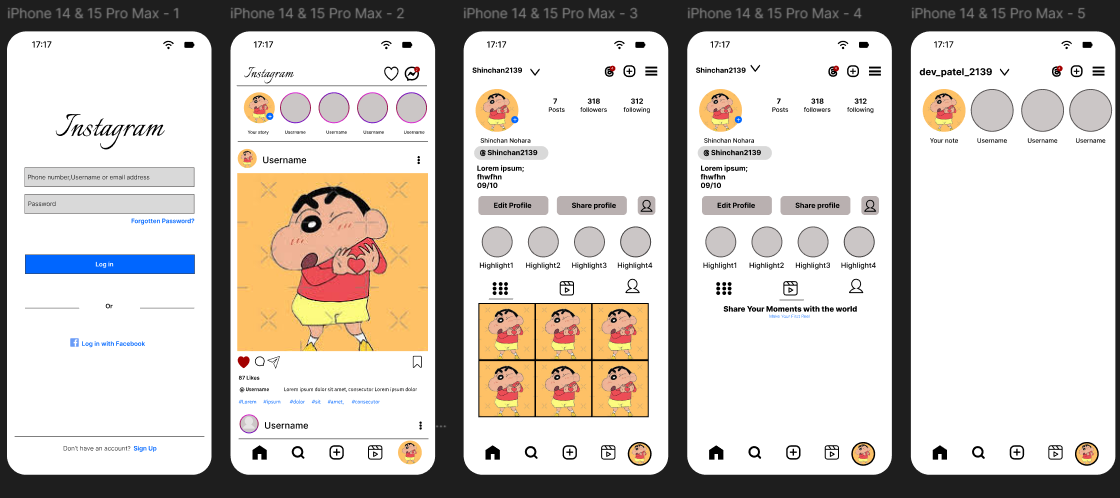 iPhone 14 & 15 Pro Max - 1
17:17
Instagram
Phone number,Username or email address
Password
Forgotten Password?
Log in
Or
Log in with Facebook
Don't have an account? Sign Up
iPhone 14 & 15 Pro Max - 2
17:17
Instagram
Your story Username Username Username Username
Username
87 Likes
@ Username Lorem ipsum dolor sit amet, consecutor Lorem ipsum dolor
#Lorem #ipsum #dolor #sit #amet, #consecutor
Username
iPhone 14 & 15 Pro Max - 3
17:17
Shinchan2139
7 318 312
Posts followers following
Shinchan Nohara
@ Shinchan2139
Lorem ipsum;
fhwfhn
09/10
Edit Profile Share profile
Highlight1 Highlight2 Highlight3 Highlight4
iPhone 14 & 15 Pro Max - 4
17:17
Shinchan2139
7 318 312
Posts followers following
Shinchan Nohara
@ Shinchan2139
Lorem ipsum;
fhwfhn
09/10
Edit Profile Share profile
Highlight1 Highlight2 Highlight3 Highlight4
Share Your Moments with the world
Make Your First Reel
iPhone 14 & 15 Pro Max - 5
17:17
dev_patel_2139
Your note Username Username Username